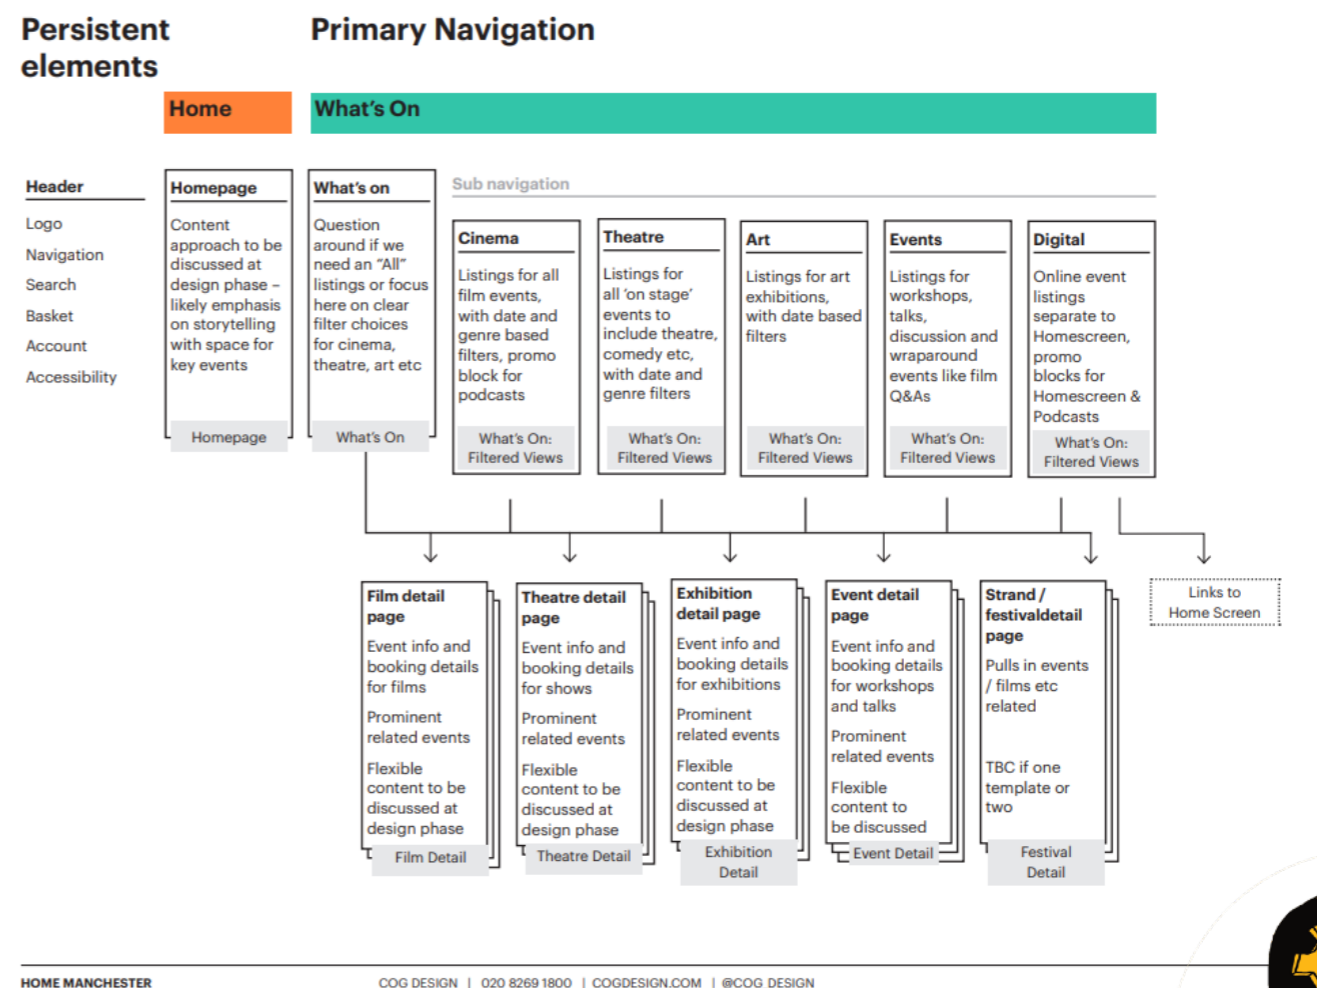 Persistent
elements
Primary Navigation
Home
What's On
Header
Logo
Navigation
Search
Basket
Account
Accessibility
Homepage
Content
approach to be
discussed at
design phase –
likely emphasis
on storytelling
with space for
key events
Homepage
What's on
Question
around if we
need an “All”
listings or focus
here on clear
filter choices
for cinema,
theatre, art etc
What's On
Sub navigation
Cinema
Listings for all
film events,
with date and
genre based
filters, promo
block for
podcasts
What's On:
Filtered Views
Theatre
Listings for
all ‘on stage’
events to
include theatre,
comedy etc,
with date and
genre filters
What's On:
Filtered Views
Art
Listings for art
exhibitions,
with date based
filters
What's On:
Filtered Views
Events
Listings for
workshops,
talks,
discussion and
wraparound
events like film
Q&As
What's On:
Filtered Views
Digital
Online event
listings
separate to
Homescreen,
promo
blocks for
Homescreen &
Podcasts
What's On:
Filtered Views
Film detail
page
Event info and
booking details
for films
Prominent
related events
Flexible
content to be
discussed at
design phase
Film Detail
Theatre detail
page
Event info and
booking details
for shows
Prominent
related events
Flexible
content to be
discussed at
design phase
Theatre Detail
Exhibition
detail page
Event info and
booking details
for exhibitions
Prominent
related events
Flexible
content to be
discussed at
design phase
Exhibition
Detail
Event detail
page
Event info and
booking details
for workshops
and talks
Prominent
related events
Flexible
content to
be discussed
Event Detail
Strand /
festivaldetail
page
Pulls in events
/ films etc
related
TBC if one
template or
two
Festival
Detail
Links to
Home Screen
HOME MANCHESTER
COG DESIGN | 020 8269 1800 | COGDESIGN.COM | @COG_DESIGN